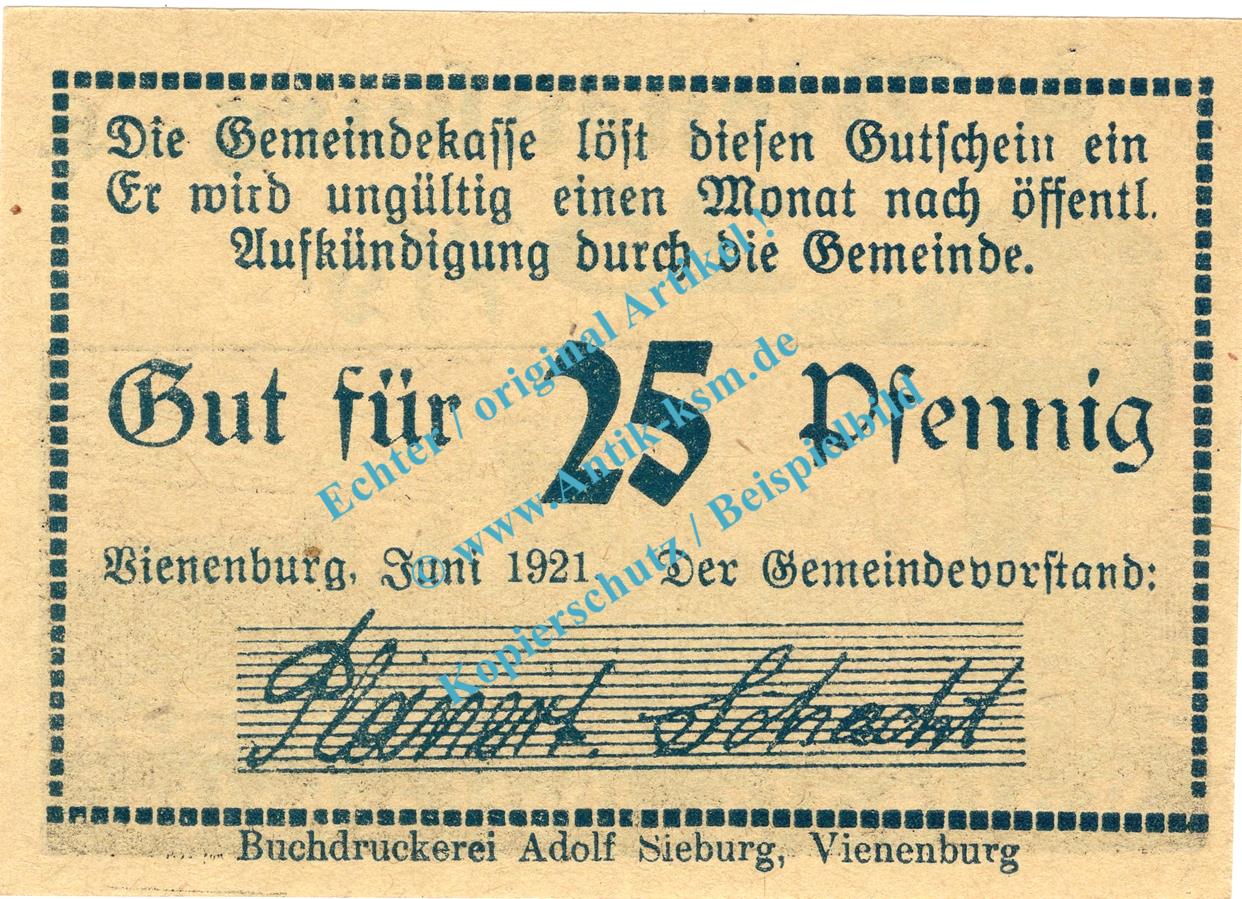 Die Gemeindekasse löst diesen Gutschein ein
Er wird ungültig einen Monat nach öffentl.
Aufkündigung durch die Gemeinde.
Gut für 25 Pfennig
Vienenburg, Juni 1921 Der Gemeindevorstand:
Buchdruckerei Adolf Sieburg, Vienenburg
Echter / original Artikel !
© www.Antik-ksm.de
Kopierschutz / Beispielbild